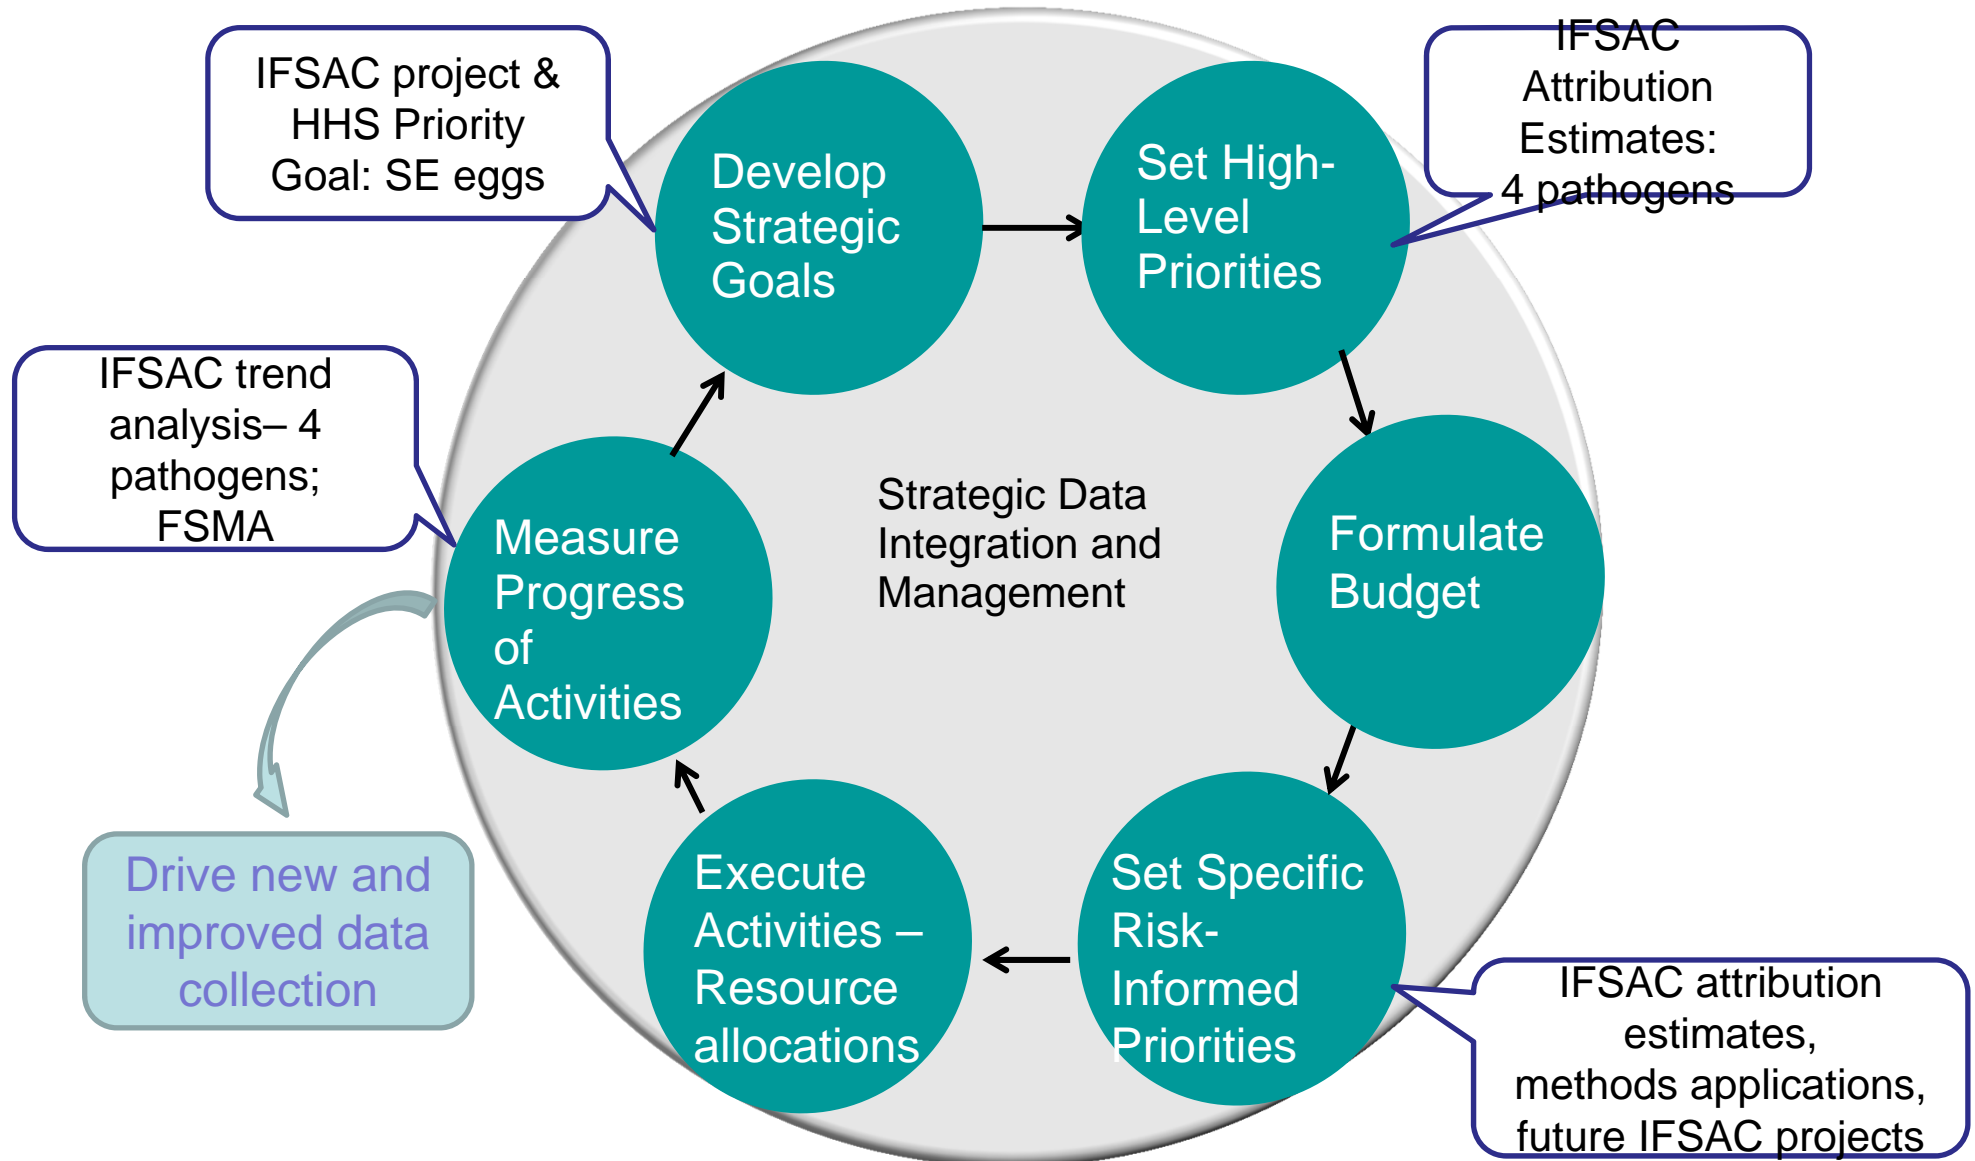 IFSAC project &
HHS Priority
Goal: SE eggs
Develop
Strategic
Goals
Set High-
Level
Priorities
IFSAC
Attribution
Estimates:
4 pathogens
IFSAC trend
analysis– 4
pathogens;
FSMA
Measure
Progress
of
Activities
Strategic Data
Integration and
Management
Formulate
Budget
Drive new and
improved data
collection
Execute
Activities –
Resource
allocations
Set Specific
Risk-
Informed
Priorities
IFSAC attribution
estimates,
methods applications,
future IFSAC projects